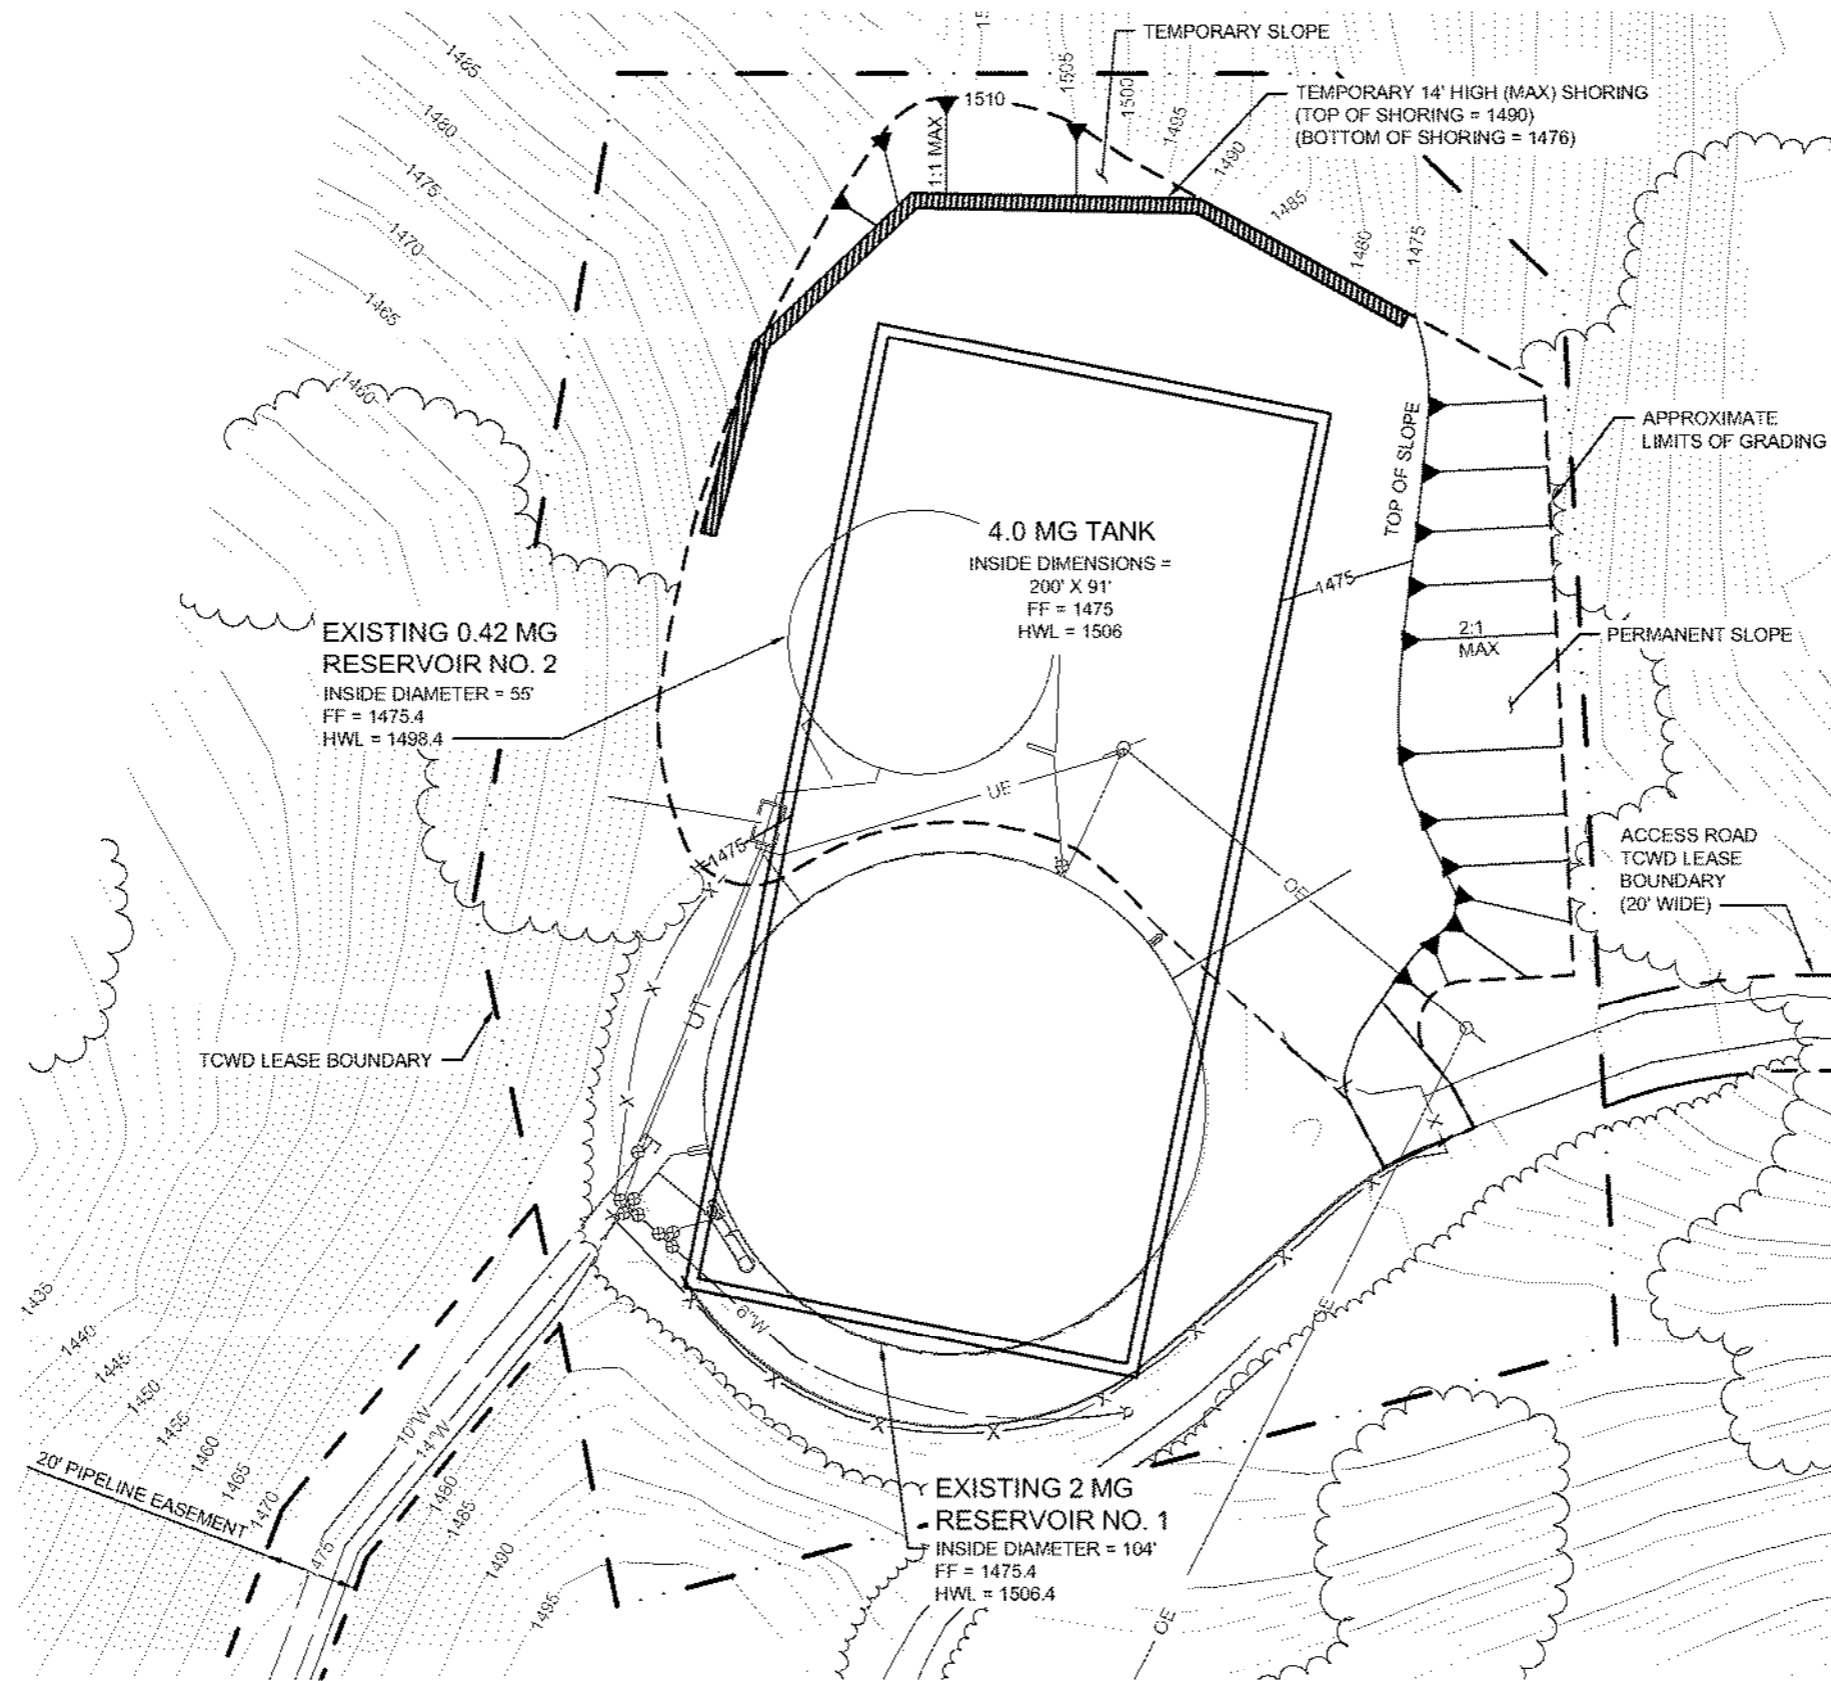 TEMPORARY SLOPE
1485
1505
1500
1510
TEMPORARY 14' HIGH (MAX) SHORING
(TOP OF SHORING = 1490)
(BOTTOM OF SHORING = 1476)
1480
1495
1:1 MAX
1490
1475
1485
1470
1480
1475
1465
1460
TOP OF SLOPE
APPROXIMATE
LIMITS OF GRADING
4.0 MG TANK
INSIDE DIMENSIONS =
200' X 91'
FF = 1475
HWL = 1506
1475
2:1
MAX
PERMANENT SLOPE
EXISTING 0.42 MG
RESERVOIR NO. 2
INSIDE DIAMETER = 55'
FF = 1475.4
HWL = 1498.4
UE
1475
ACCESS ROAD
TCWD LEASE
BOUNDARY
(20' WIDE)
OE
X
X
UT
TCWD LEASE BOUNDARY
X
X
E
X
X
X
X
OE
6"W
X
X
X
X
X
1435
1440
1445
1450
1455
1460
1465
1470
10"W
14"W
1480
1485
1490
1495
20' PIPELINE EASEMENT
475
EXISTING 2 MG
RESERVOIR NO. 1
INSIDE DIAMETER = 104'
FF = 1475.4
HWL = 1506.4
OE